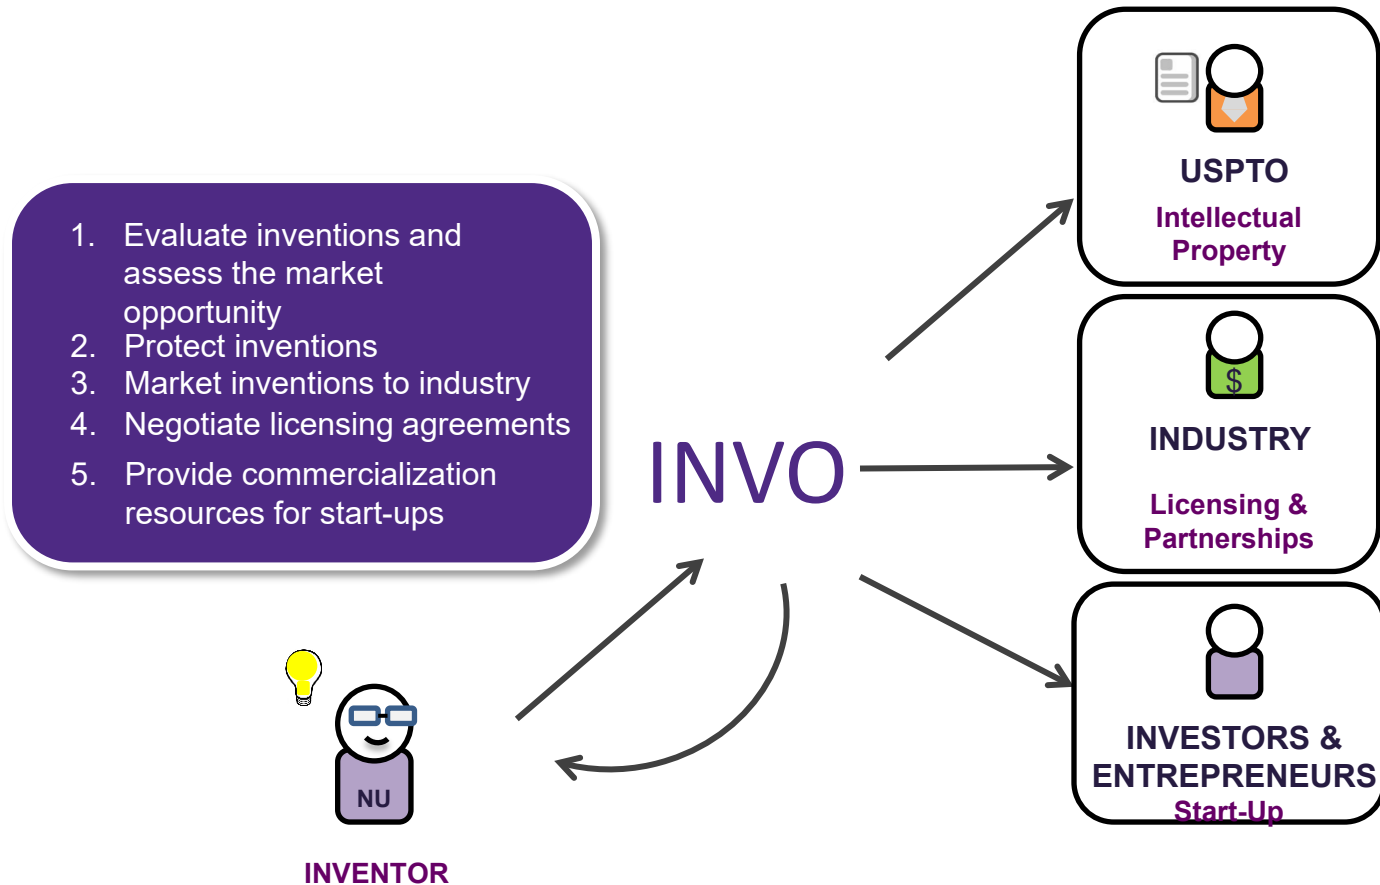 1. Evaluate inventions and
assess the market
opportunity
2. Protect inventions
3. Market inventions to industry
4. Negotiate licensing agreements
5. Provide commercialization
resources for start-ups
INVO
NU
INVENTOR
USPTO
Intellectual
Property
$
INDUSTRY
Licensing &
Partnerships
INVESTORS &
ENTREPRENEURS
Start-Up